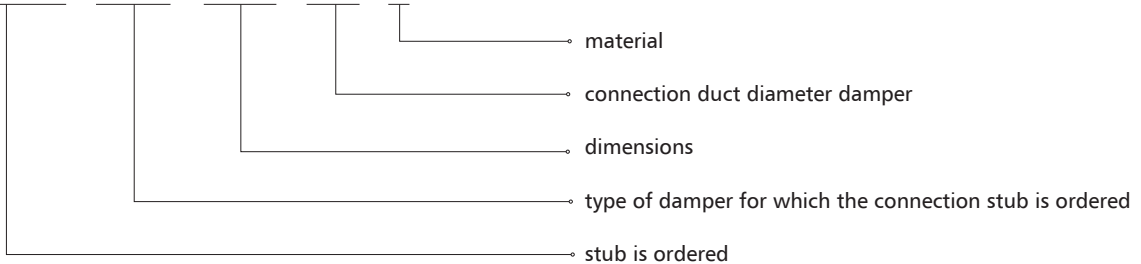 material
connection duct diameter damper
dimensions
type of damper for which the connection stub is ordered
stub is ordered